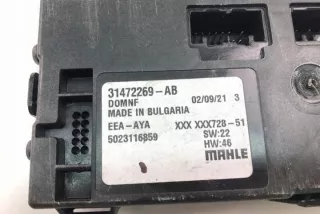 31472269-AB
DOMNF 02/09/21 3
MADE IN BULGARIA
EEA-AYA XXX XXX728-51
5023116859 SW:22
HW:46
MAHLE